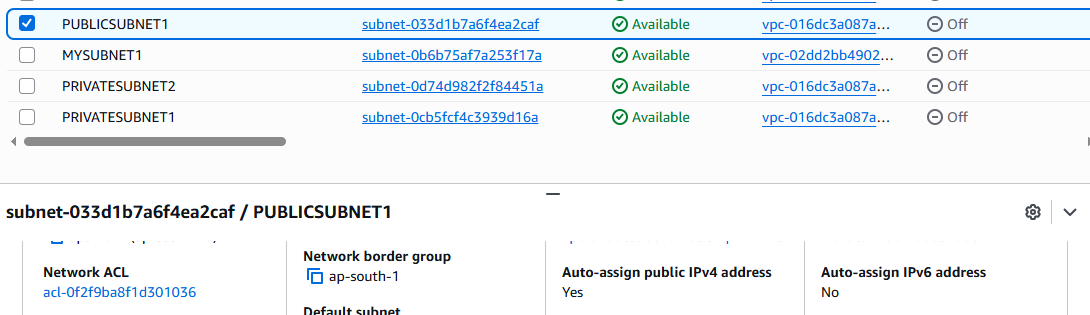 PUBLICSUBNET1 subnet-033d1b7a6f4ea2caf Available vpc-016dc3a087a... Off
MYSUBNET1 subnet-0b6b75af7a253f17a Available vpc-02dd2bb4902... Off
PRIVATESUBNET2 subnet-0d74d982f2f84451a Available vpc-016dc3a087a... Off
PRIVATESUBNET1 subnet-0cb5fcf4c3939d16a Available vpc-016dc3a087a... Off
subnet-033d1b7a6f4ea2caf / PUBLICSUBNET1
Network ACL
acl-0f2f9ba8f1d301036
Network border group
ap-south-1
Default subnet
Auto-assign public IPv4 address
Yes
Auto-assign IPv6 address
No